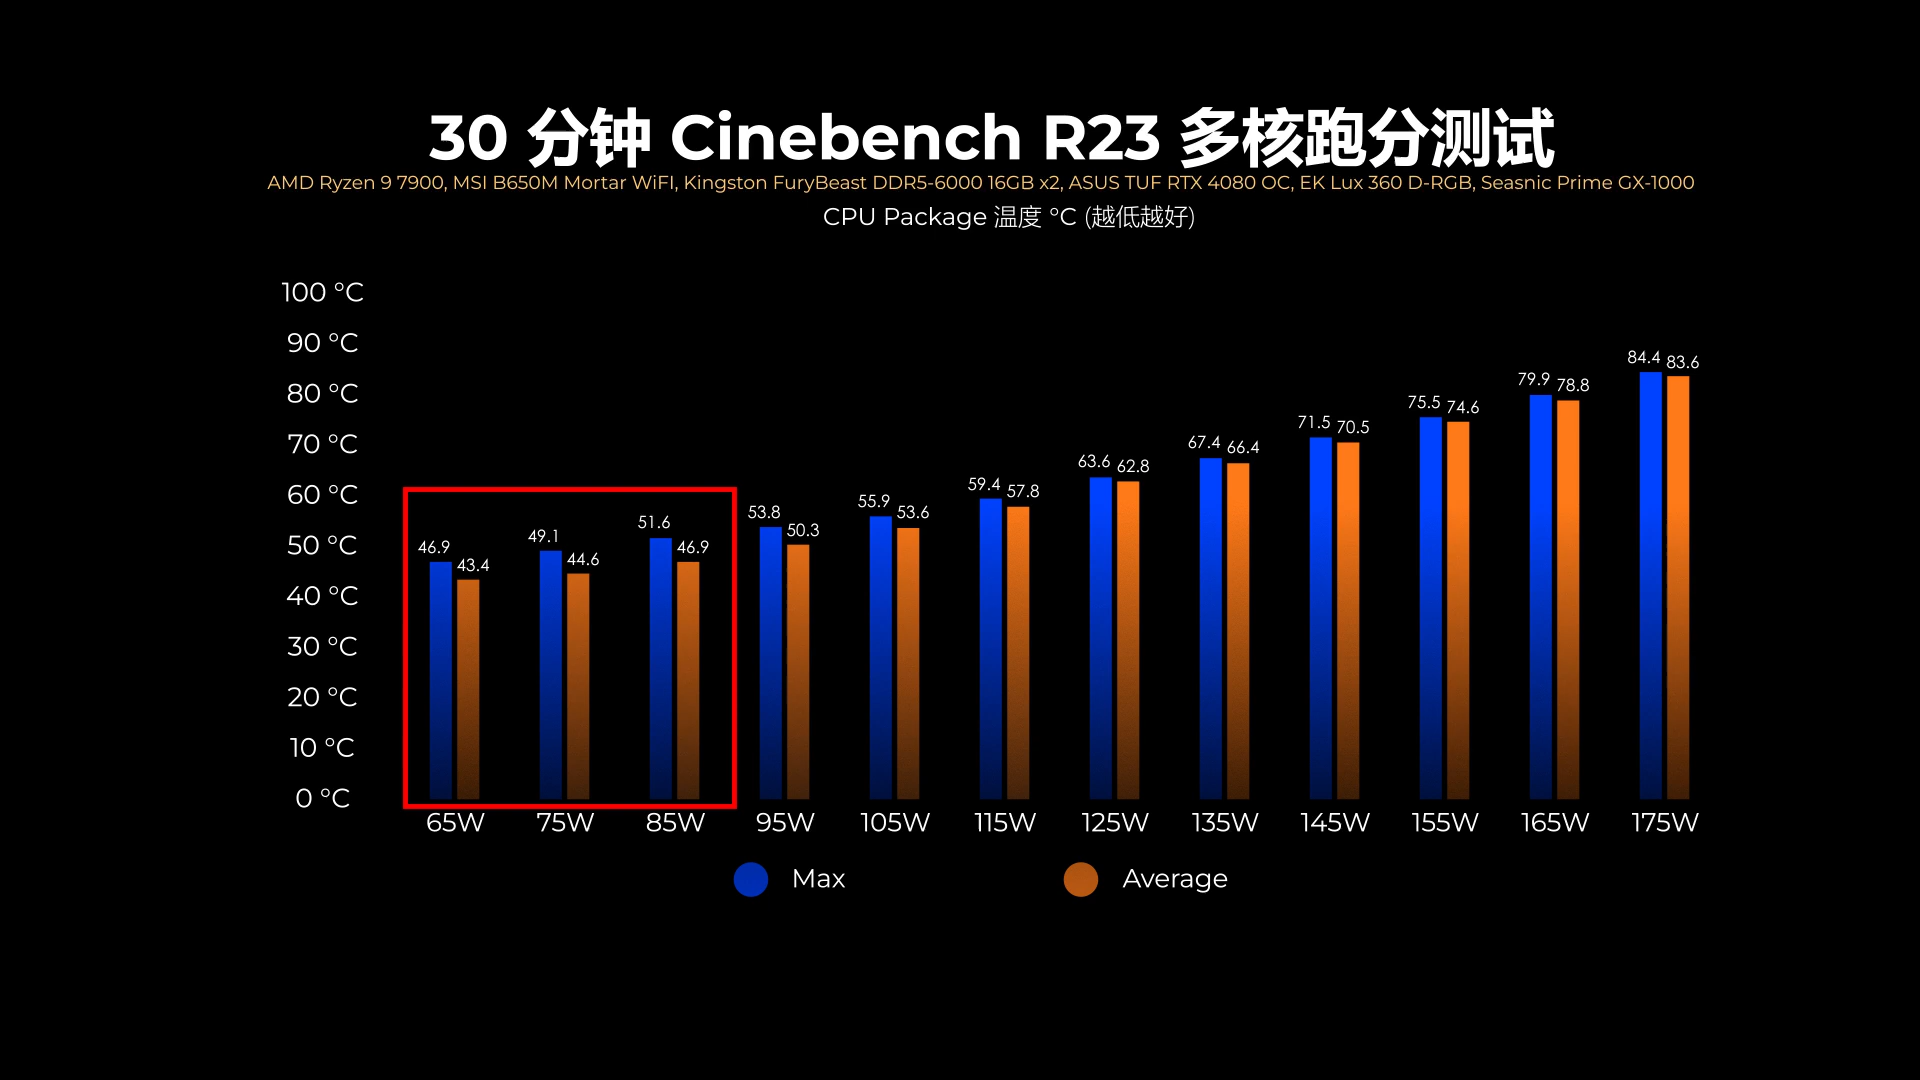 30 分钟 Cinebench R23 多核跑分测试
AMD Ryzen 9 7900, MSI B650M Mortar WiFI, Kingston FuryBeast DDR5-6000 16GB x2, ASUS TUF RTX 4080 OC, EK Lux 360 D-RGB, Seasnic Prime GX-1000
CPU Package 温度 °C (越低越好)
100 °C
90 °C
80 °C
70 °C
60 °C
50 °C
40 °C
30 °C
20 °C
10 °C
0 °C
46.9 43.4
49.1 44.6
51.6 46.9
53.8 50.3
55.9 53.6
59.4 57.8
63.6 62.8
67.4 66.4
71.5 70.5
75.5 74.6
79.9 78.8
84.4 83.6
65W 75W 85W 95W 105W 115W 125W 135W 145W 155W 165W 175W
Max Average